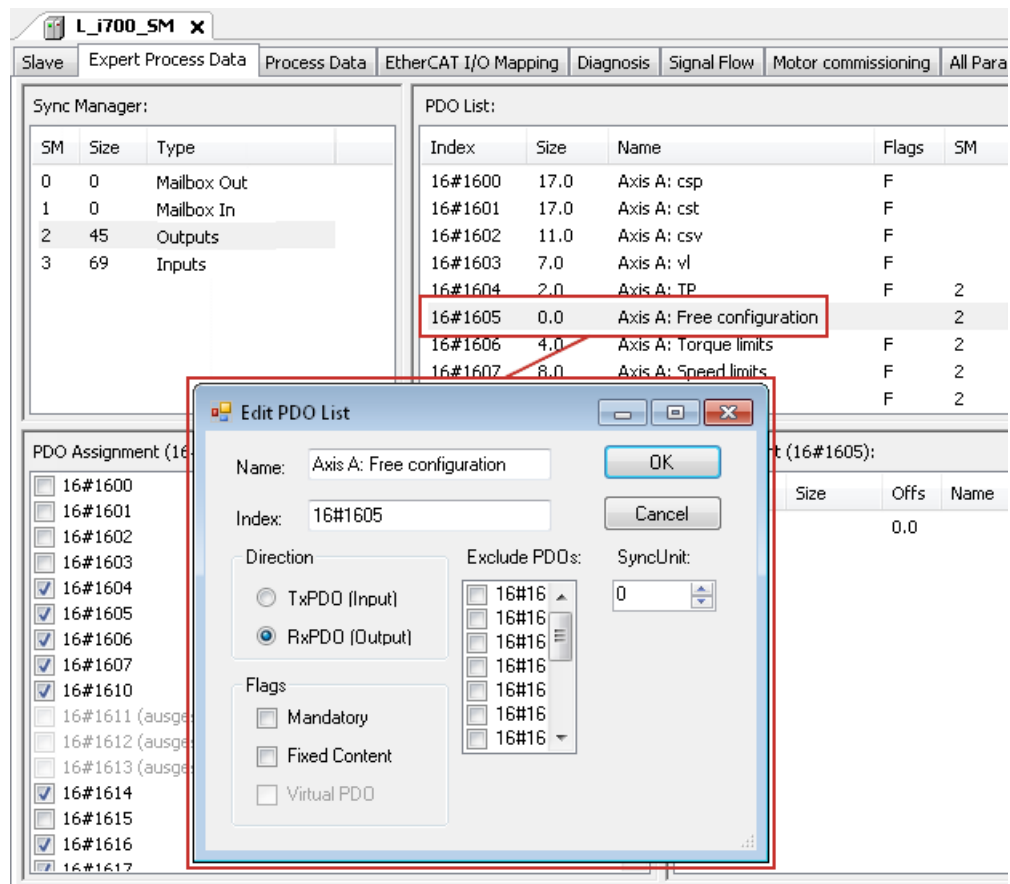 L_i700_SM x
Slave Expert Process Data Process Data EtherCAT I/O Mapping Diagnosis Signal Flow Motor commissioning All Para
Sync Manager:
SM Size Type
0 0 Mailbox Out
1 0 Mailbox In
2 45 Outputs
3 69 Inputs
PDO List:
Index Size Name Flags SM
16#1600 17.0 Axis A: csp F
16#1601 17.0 Axis A: cst F
16#1602 11.0 Axis A: csv F
16#1603 7.0 Axis A: vl F
16#1604 2.0 Axis A: TP F 2
16#1605 0.0 Axis A: Free configuration 2
16#1606 4.0 Axis A: Torque limits F 2
16#1607 8.0 Axis A: Speed limits F 2
F 2
PDO Assignment (16
16#1600
16#1601
16#1602
16#1603
16#1604
16#1605
16#1606
16#1607
16#1610
16#1611 (ausge
16#1612 (ausge
16#1613 (ausge
16#1614
16#1615
16#1616
16#1617
Edit PDO List
Name: Axis A: Free configuration
OK
Index: 16#1605
Cancel
Direction
TxPDO (Input)
RxPDO (Output)
Flags
Mandatory
Fixed Content
Virtual PDO
Exclude PDOs:
16#16
16#16
16#16
16#16
16#16
16#16
16#16
SyncUnit:
0
t (16#1605):
Size Offs Name
0.0